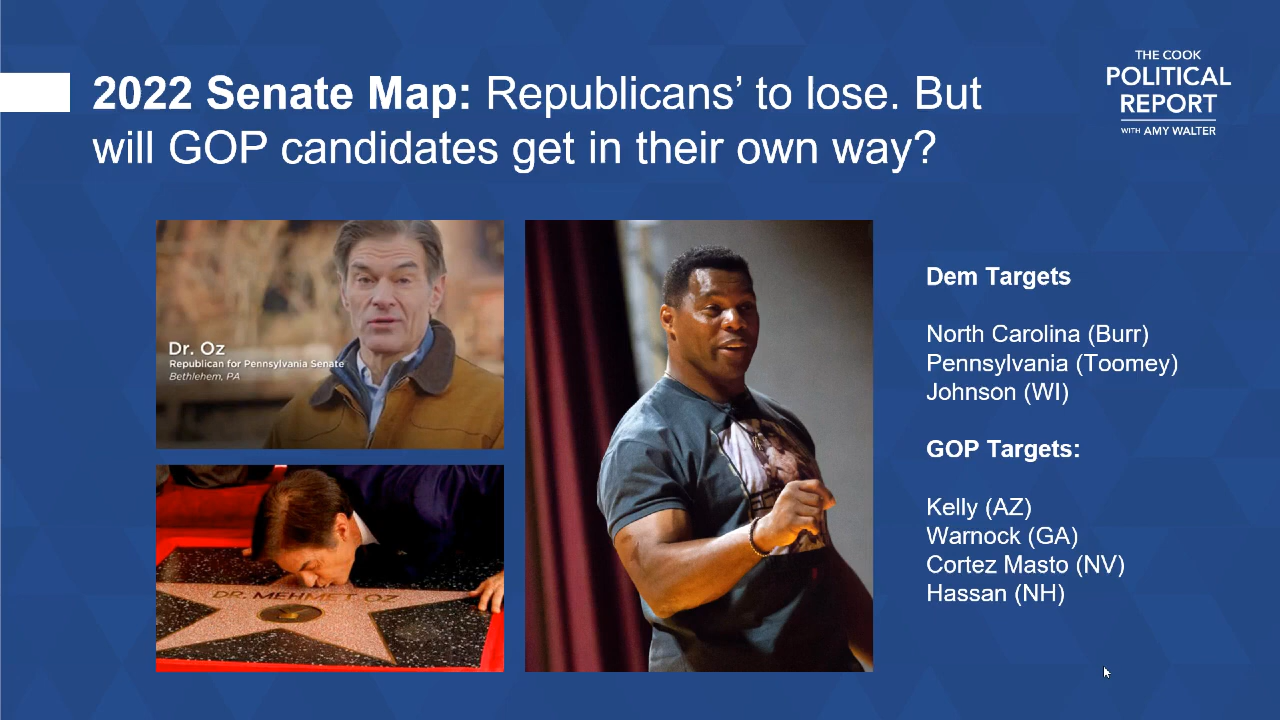 2022 Senate Map: Republicans’ to lose. But
will GOP candidates get in their own way?
THE COOK
POLITICAL
REPORT
WITH AMY WALTER
Dr. Oz
Republican for Pennsylvania Senate
Bethlehem, PA
DR. MEHMET OZ
Dem Targets
North Carolina (Burr)
Pennsylvania (Toomey)
Johnson (WI)
GOP Targets:
Kelly (AZ)
Warnock (GA)
Cortez Masto (NV)
Hassan (NH)